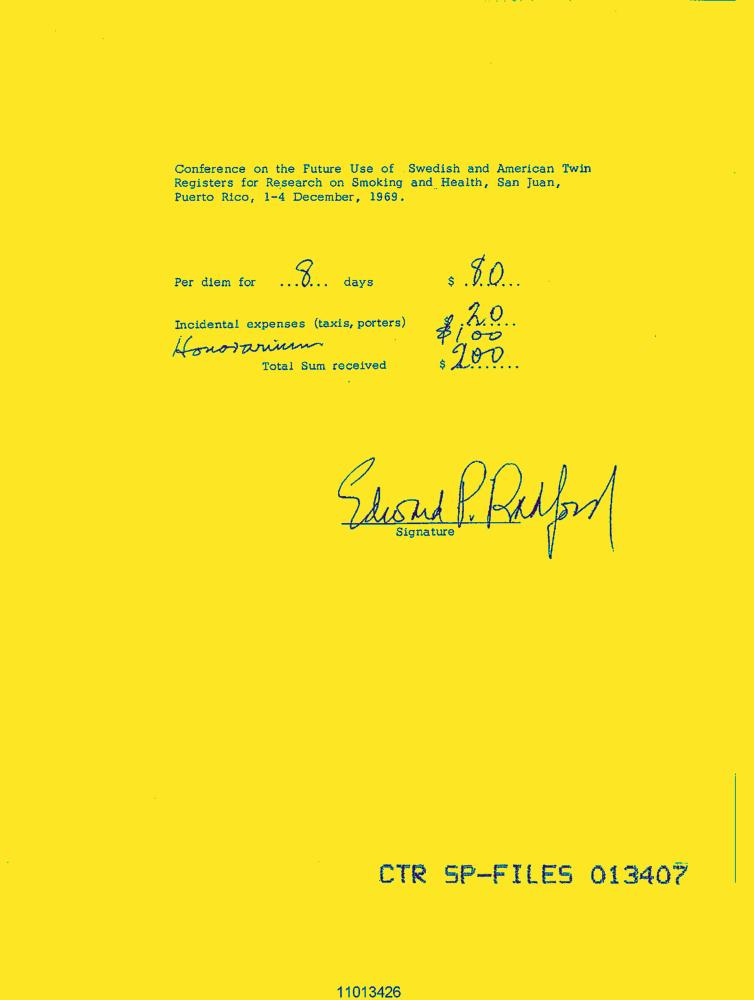 Conference on the Future Use of Swedish and American Twin
Registers for Research on Smoking and Health, San Juan,
Puerto Rico, 1-4 December, 1969.
Per diem for ...8... days $ .80...
Incidental expenses (taxis, porters) $ .20...
Honorarium $100
Total Sum received $ 200.......
Edward P. Radford
Signature
CTR SP-FILES 013407
11013426